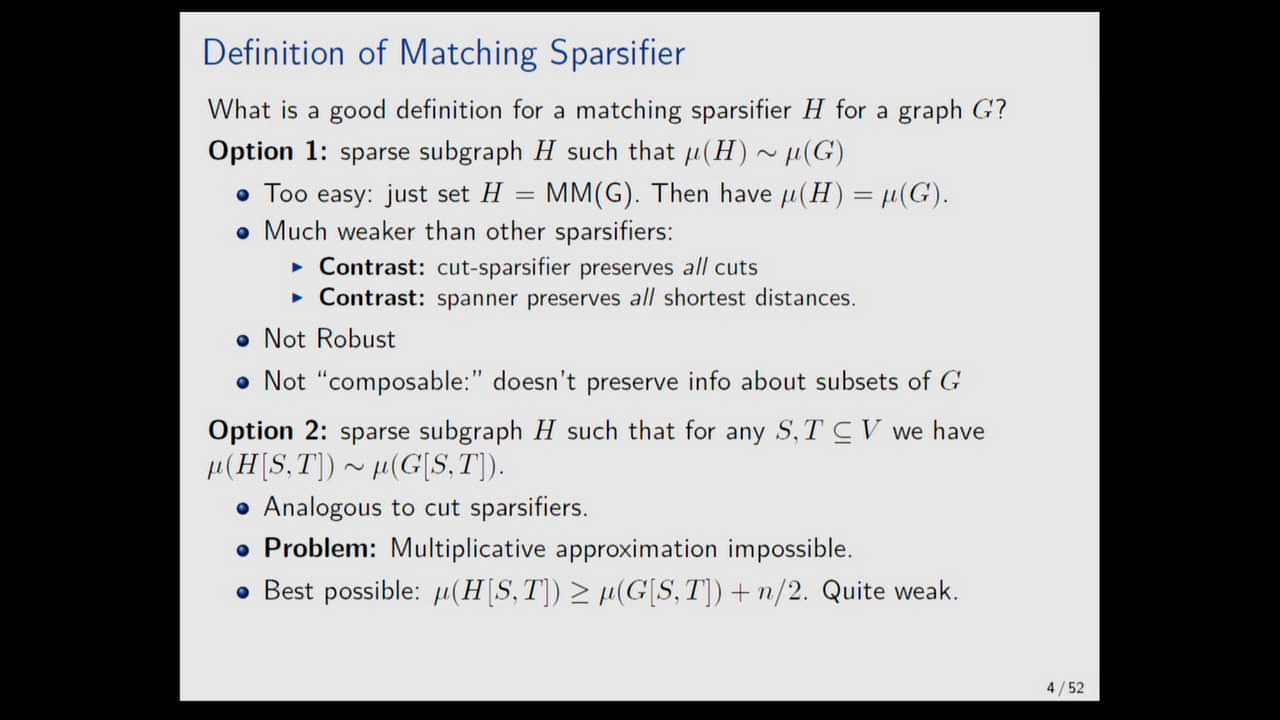 Definition of Matching Sparsifier
What is a good definition for a matching sparsifier H for a graph G?
Option 1: sparse subgraph H such that μ(H) ∼ μ(G)
Too easy: just set H = MM(G). Then have μ(H) = μ(G).
Much weaker than other sparsifiers:
Contrast: cut-sparsifier preserves all cuts
Contrast: spanner preserves all shortest distances.
Not Robust
Not “composable:” doesn't preserve info about subsets of G
Option 2: sparse subgraph H such that for any S, T ⊆ V we have
μ(H[S, T]) ∼ μ(G[S, T]).
Analogous to cut sparsifiers.
Problem: Multiplicative approximation impossible.
Best possible: μ(H[S, T]) ≥ μ(G[S, T]) + n/2. Quite weak.
4 / 52